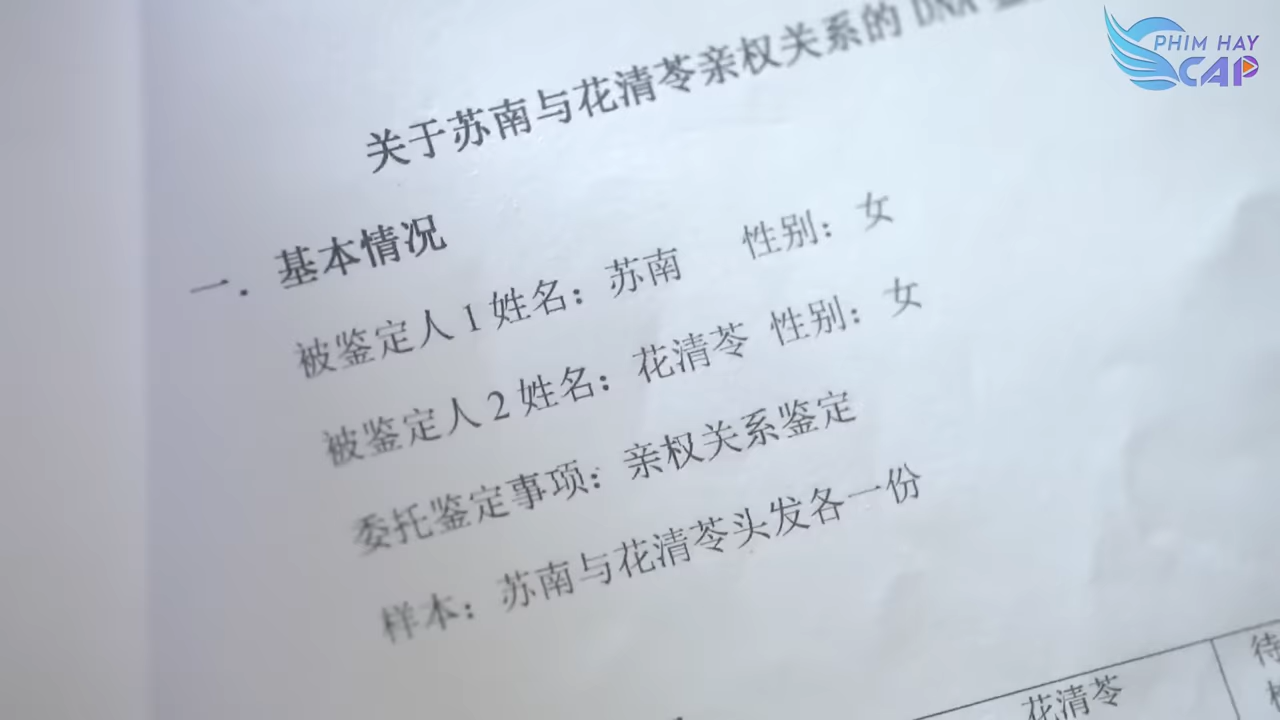 PHIM HAY
CAP
关于苏南与花清苓亲权关系的 DNA
一．基本情况
被鉴定人 1 姓名：苏南 性别：女
被鉴定人 2 姓名：花清苓 性别：女
委托鉴定事项：亲权关系鉴定
样本：苏南与花清苓头发各一份
花清苓
待